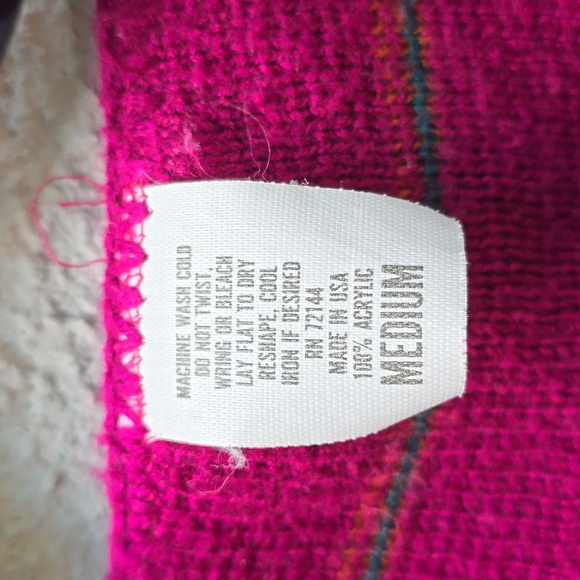 MACHINE WASH COLD
DO NOT TWIST,
WRING OR BLEACH
LAY FLAT TO DRY
RESHAPE, COOL
IRON IF DESIRED
RN 72144
MADE IN USA
100% ACRYLIC
MEDIUM